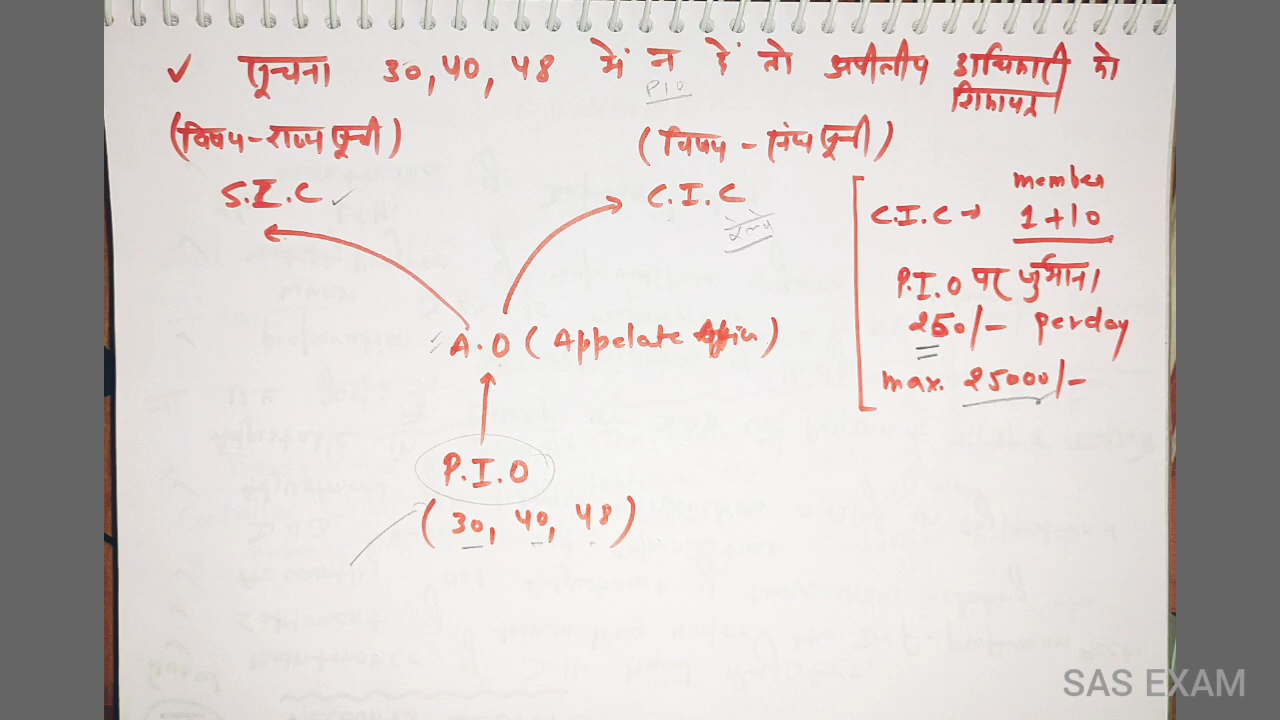 ✓ सूचना 30, 40, 48 में न दें तो अपीलीय अधिकारी को
शिकायत
PIO
(विषय - राज्य सूची)
(विषय - संघ सूची)
S.I.C ✓
C.I.C
A.O (Appelate
P.I.O
(30, 40, 48)
member
C.I.C → 1+10
P.I.O पर जुर्माना
250/- perday
max. 25000/-
SAS EXAM